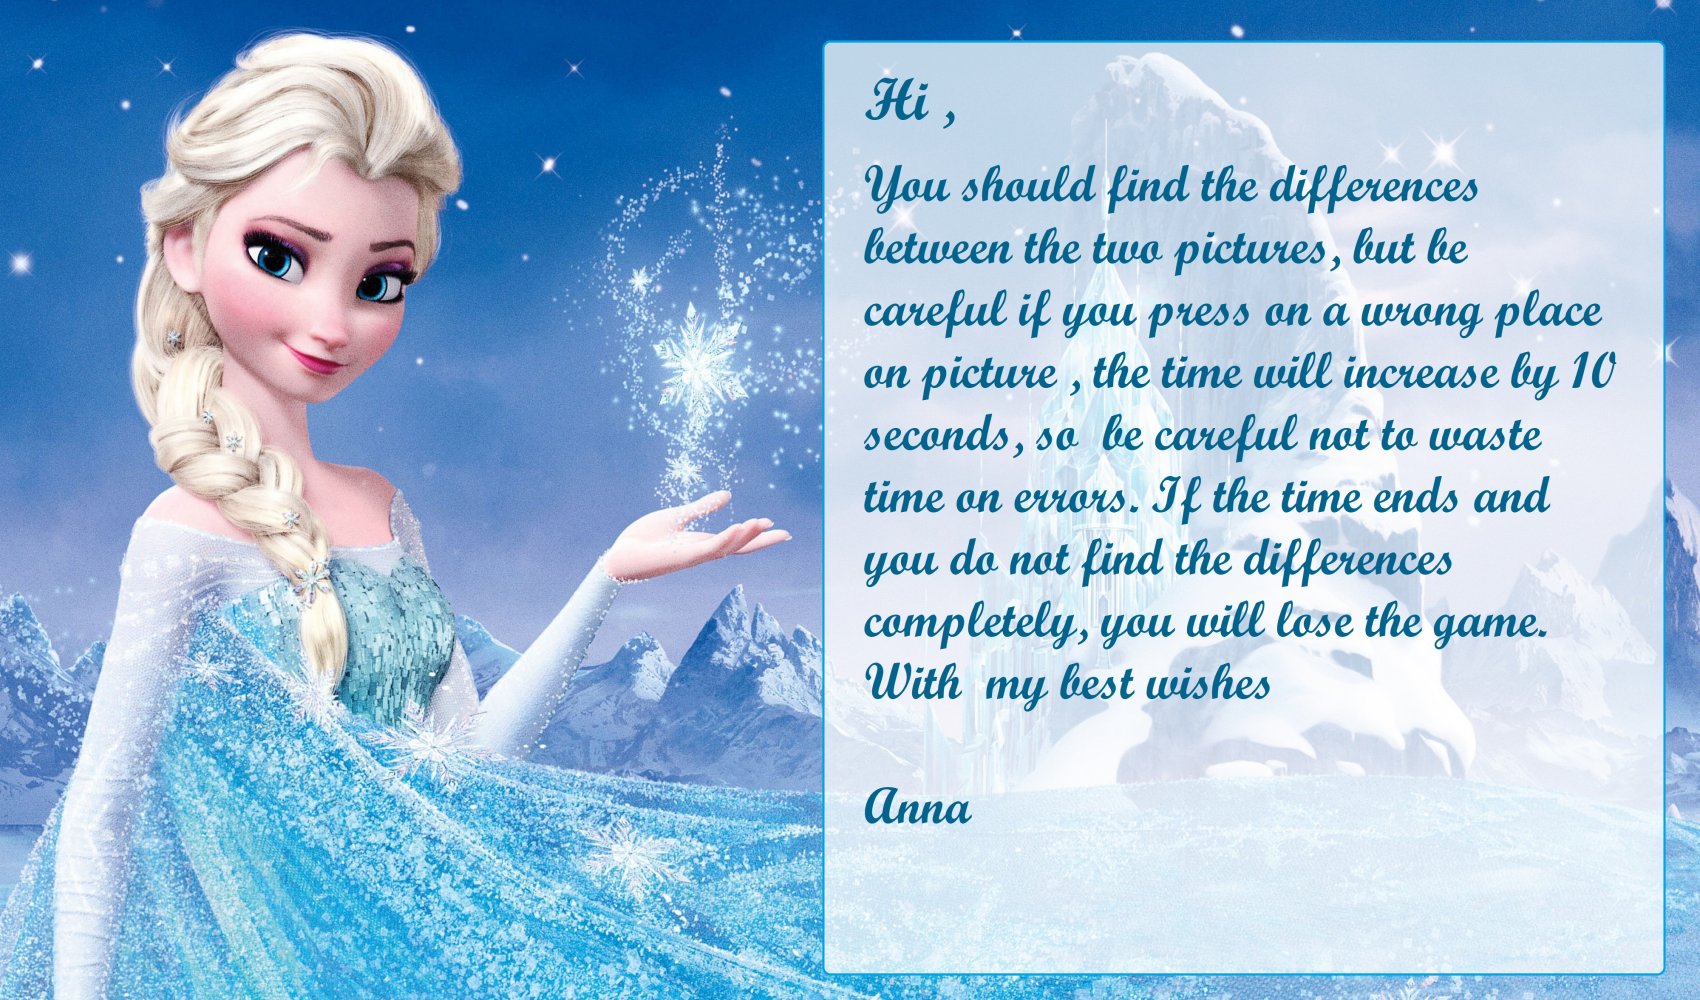 Hi ,
You should find the differences
between the two pictures, but be
careful if you press on a wrong place
on picture , the time will increase by 10
seconds, so  be careful not to waste
time on errors. If the time ends and
you do not find the differences
completely, you will lose the game.
With  my best wishes
Anna